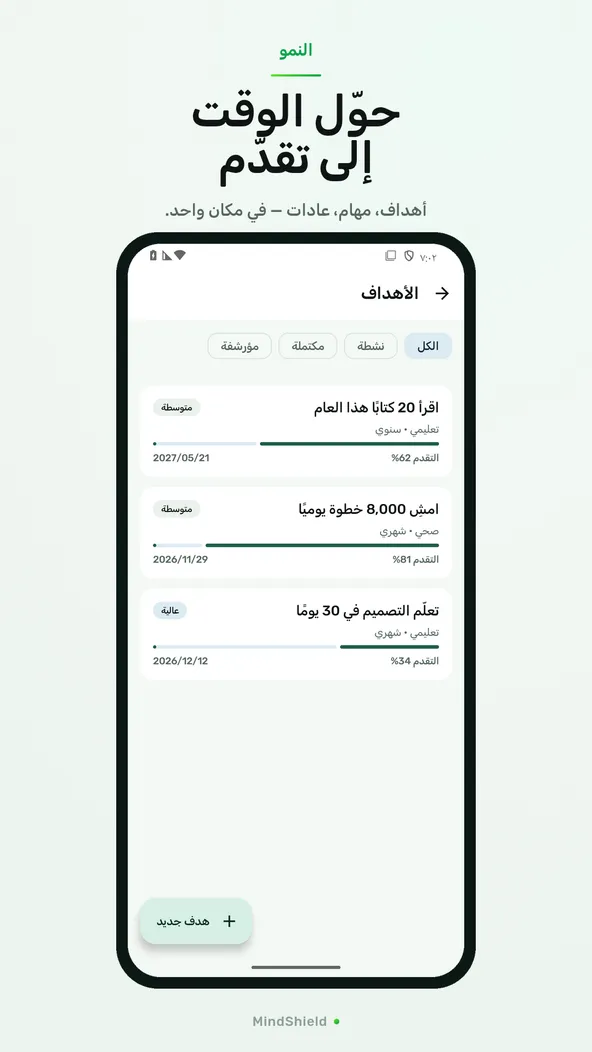 النمو
حوّل الوقت
إلى تقدّم
أهداف، مهام، عادات – في مكان واحد.
٧:٠٢
الأهداف
الكل
نشطة
مكتملة
مؤرشفة
اقرأ 20 كتابًا هذا العام
متوسطة
تعليمي • سنوي
التقدم 62%
2027/05/21
امشِ 8,000 خطوة يوميًا
متوسطة
صحي • شهري
التقدم 81%
2026/11/29
تعلّم التصميم في 30 يومًا
عالية
تعليمي • شهري
التقدم 34%
2026/12/12
هدف جديد
MindShield